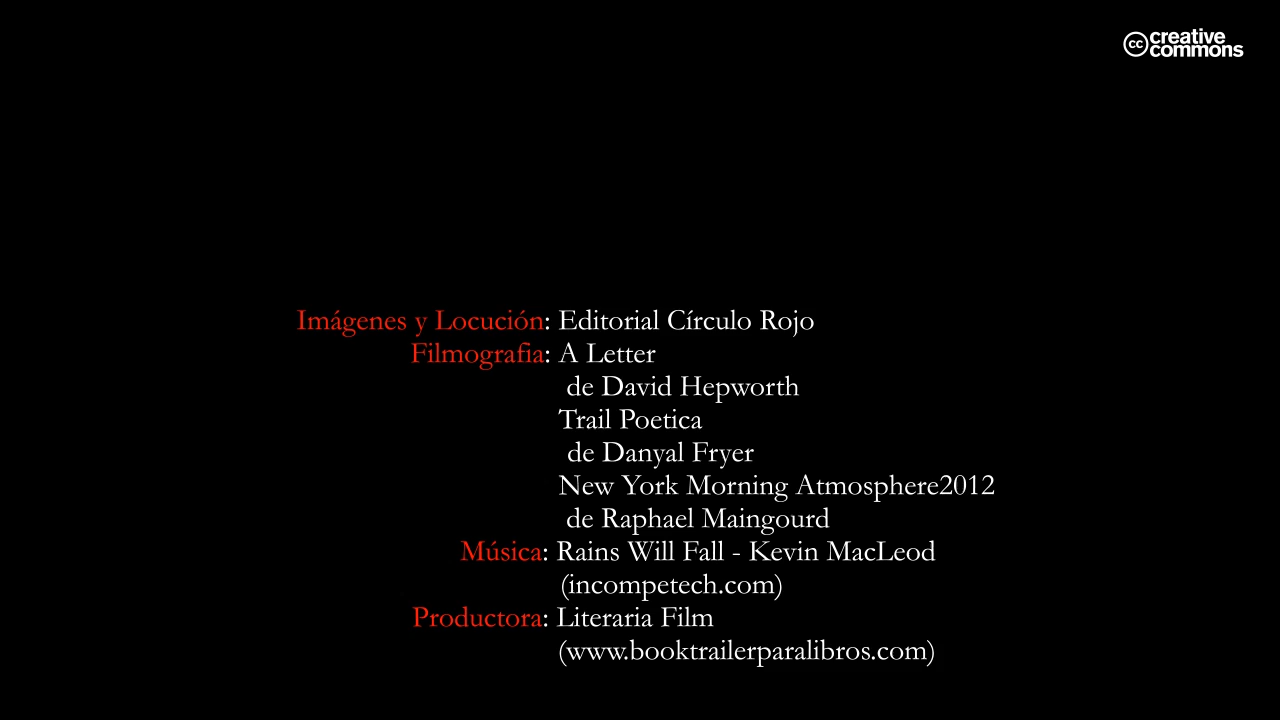 cc creative
commons
Imágenes y Locución: Editorial Círculo Rojo
Filmografia: A Letter
de David Hepworth
Trail Poetica
de Danyal Fryer
New York Morning Atmosphere2012
de Raphael Maingourd
Música: Rains Will Fall - Kevin MacLeod
(incompetech.com)
Productora: Literaria Film
(www.booktrailerparalibros.com)